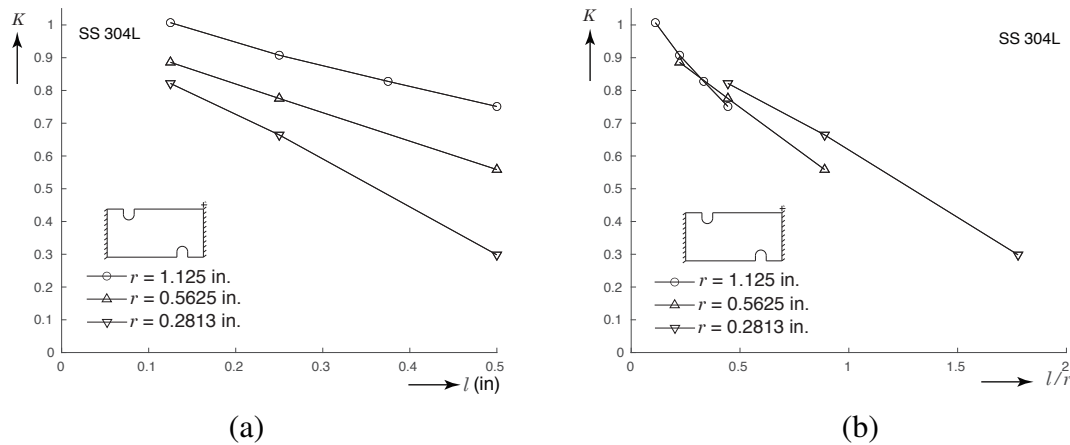 K
SS 304L
1
0.9
0.8
0.7
0.6
0.5
0.4
0.3
0.2
0.1
0
r = 1.125 in.
r = 0.5625 in.
r = 0.2813 in.
0 0.1 0.2 0.3 0.4 0.5
l (in)
(a)
K
SS 304L
1
0.9
0.8
0.7
0.6
0.5
0.4
0.3
0.2
0.1
0
r = 1.125 in.
r = 0.5625 in.
r = 0.2813 in.
0 0.5 1 1.5 2
l/r
(b)